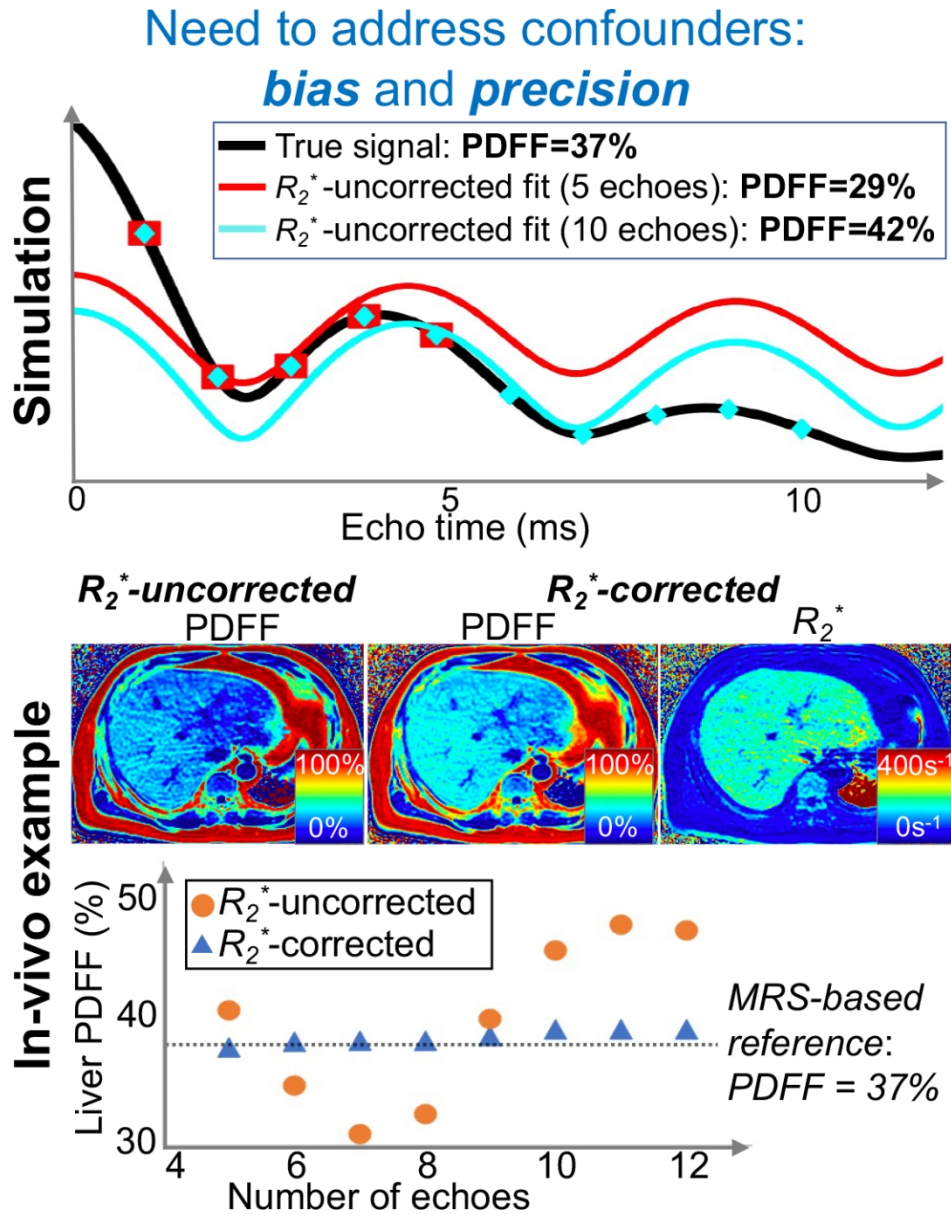 Need to address confounders:
bias and precision
Simulation
True signal: PDFF=37%
R₂*-uncorrected fit (5 echoes): PDFF=29%
R₂*-uncorrected fit (10 echoes): PDFF=42%
0 5 10
Echo time (ms)
In-vivo example
R₂*-uncorrected R₂*-corrected
PDFF PDFF R₂*
100% 100% 400s⁻¹
0% 0% 0s⁻¹
Liver PDFF (%)
50
40
30
R₂*-uncorrected
R₂*-corrected
MRS-based
reference:
PDFF = 37%
4 6 8 10 12
Number of echoes